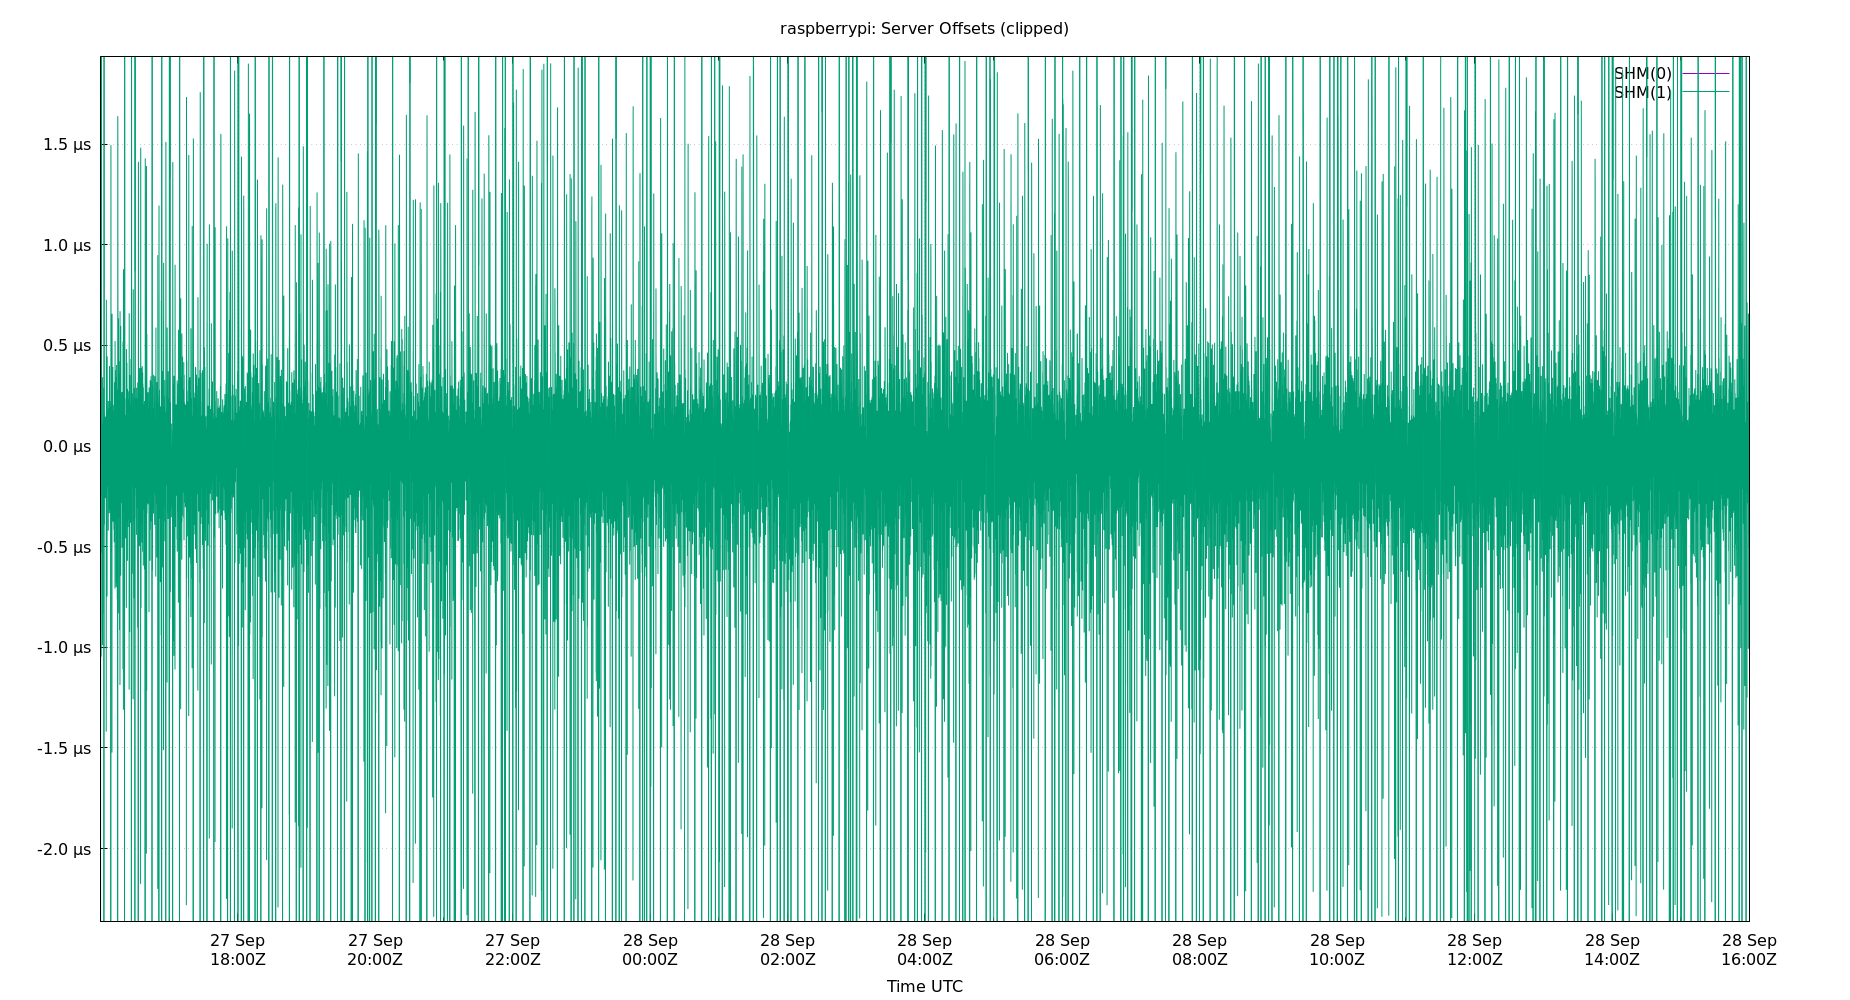 raspberrypi: Server Offsets (clipped)
SHM(0)
SHM(1)
1.5 µs
1.0 µs
0.5 µs
0.0 µs
-0.5 µs
-1.0 µs
-1.5 µs
-2.0 µs
27 Sep 27 Sep 27 Sep 28 Sep 28 Sep 28 Sep 28 Sep 28 Sep 28 Sep 28 Sep 28 Sep 28 Sep
18:00Z 20:00Z 22:00Z 00:00Z 02:00Z 04:00Z 06:00Z 08:00Z 10:00Z 12:00Z 14:00Z 16:00Z
Time UTC